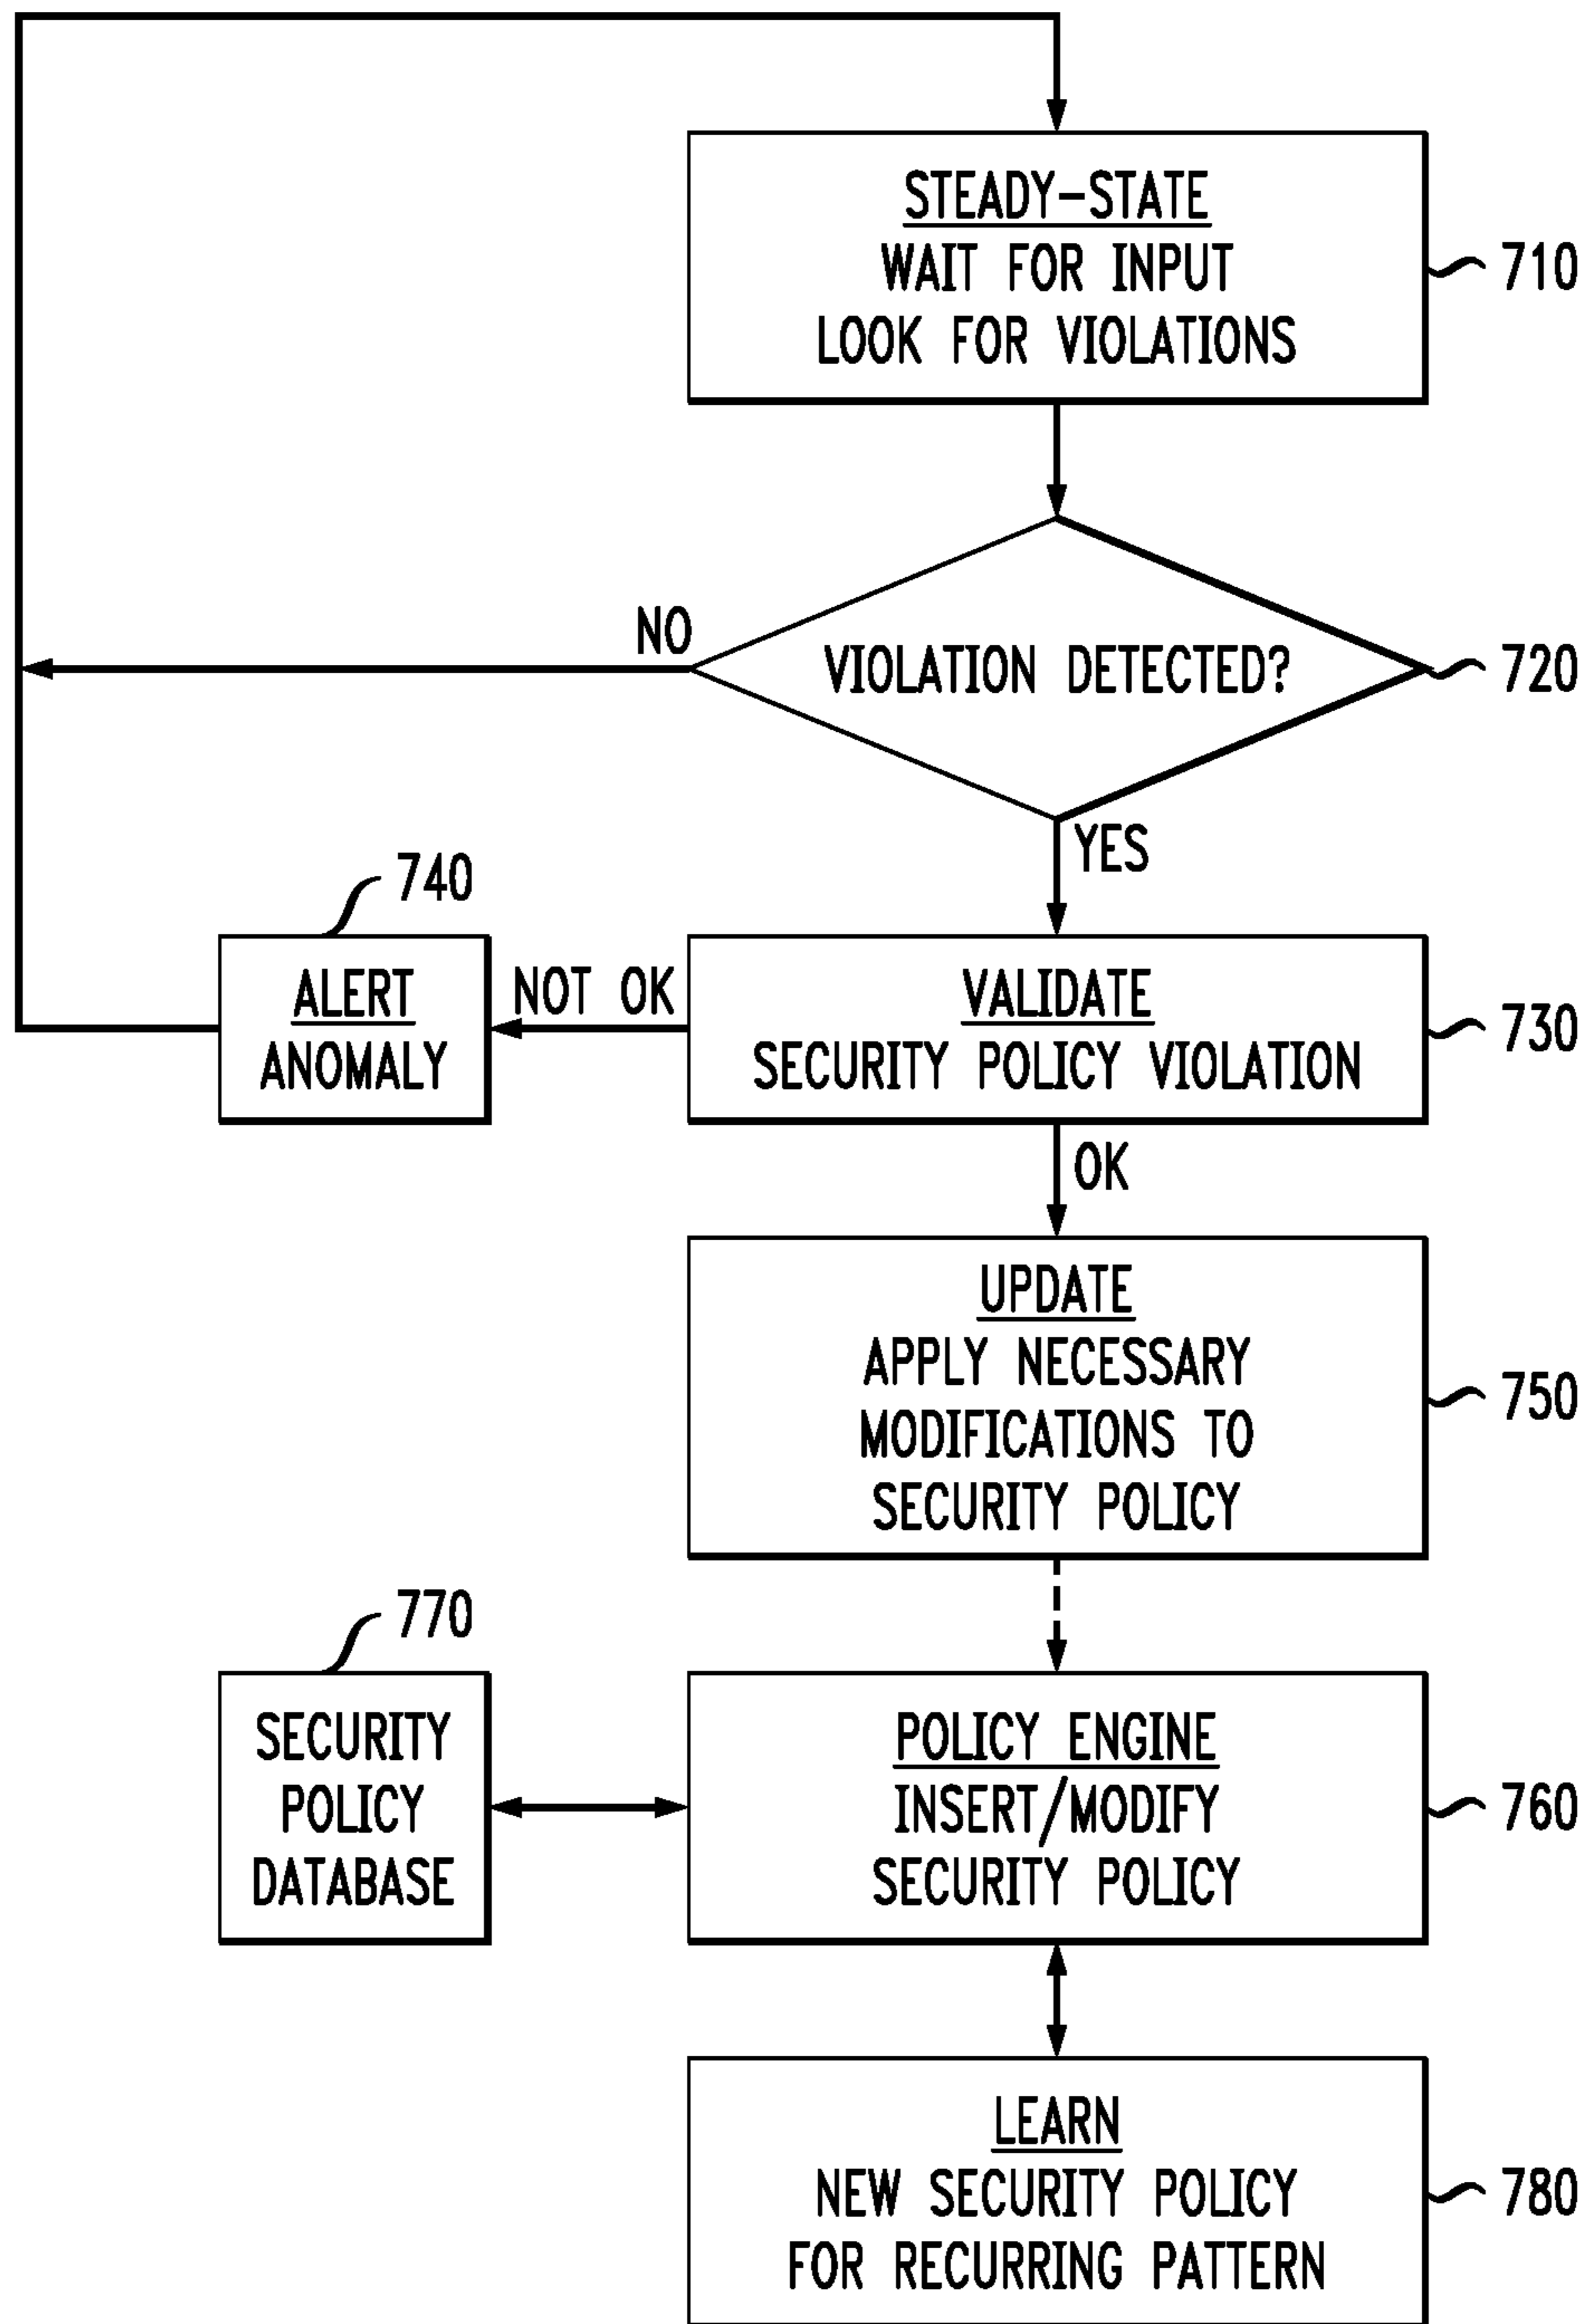 STEADY-STATE
WAIT FOR INPUT
LOOK FOR VIOLATIONS
710
NO
VIOLATION DETECTED?
720
YES
740
ALERT
ANOMALY
NOT OK
VALIDATE
SECURITY POLICY VIOLATION
730
OK
UPDATE
APPLY NECESSARY
MODIFICATIONS TO
SECURITY POLICY
750
770
SECURITY
POLICY
DATABASE
POLICY ENGINE
INSERT/MODIFY
SECURITY POLICY
760
LEARN
NEW SECURITY POLICY
FOR RECURRING PATTERN
780